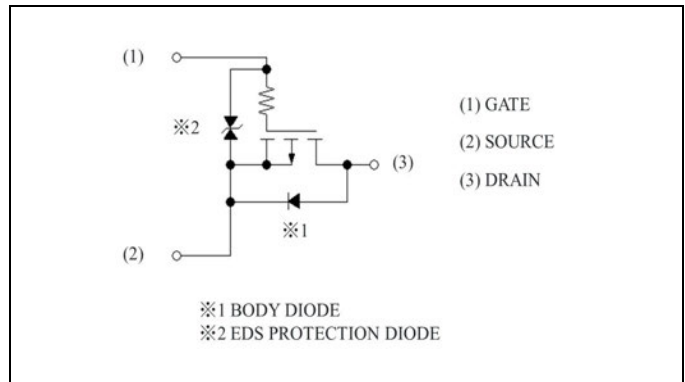 (1)
(1) GATE
※2
(2) SOURCE
(3)
(3) DRAIN
※1
(2)
※1 BODY DIODE
※2 EDS PROTECTION DIODE